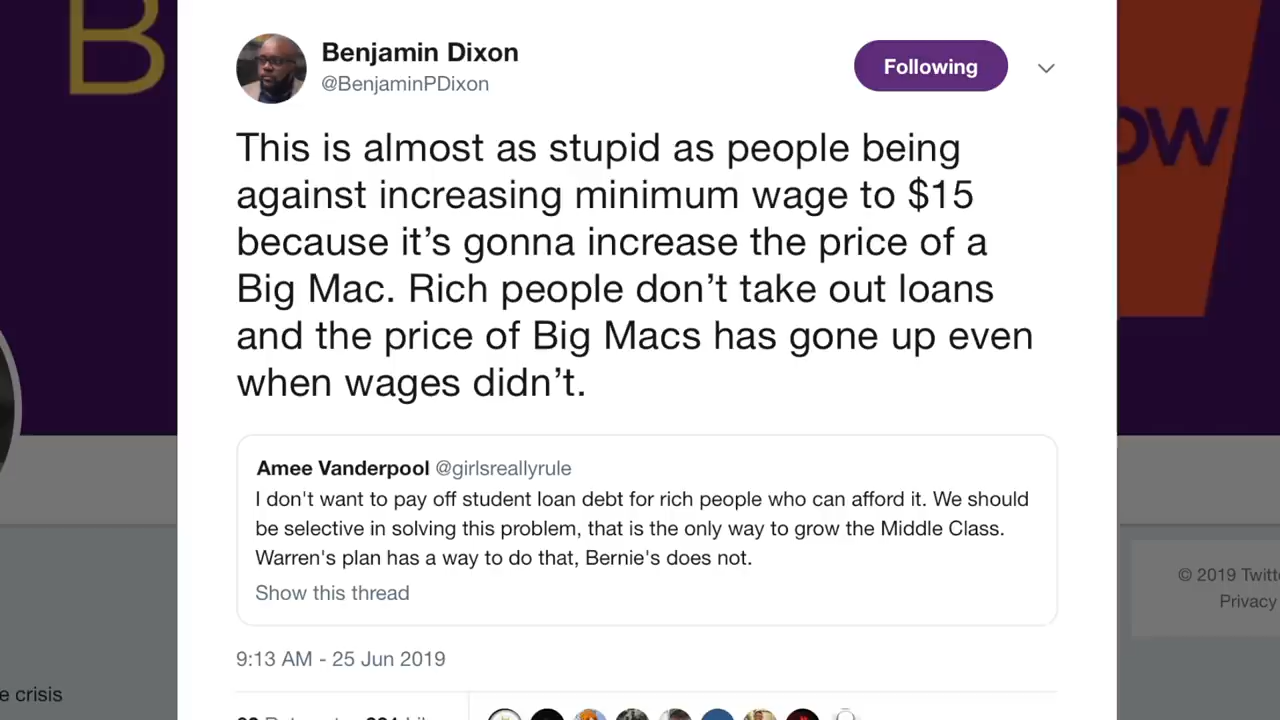 B
Benjamin Dixon
@BenjaminPDixon
Following
ow
This is almost as stupid as people being
against increasing minimum wage to $15
because it's gonna increase the price of a
Big Mac. Rich people don't take out loans
and the price of Big Macs has gone up even
when wages didn't.
Amee Vanderpool @girlsreallyrule
I don't want to pay off student loan debt for rich people who can afford it. We should
be selective in solving this problem, that is the only way to grow the Middle Class.
Warren's plan has a way to do that, Bernie's does not.
Show this thread
© 2019 Twitt
Privacy
9:13 AM - 25 Jun 2019
e crisis